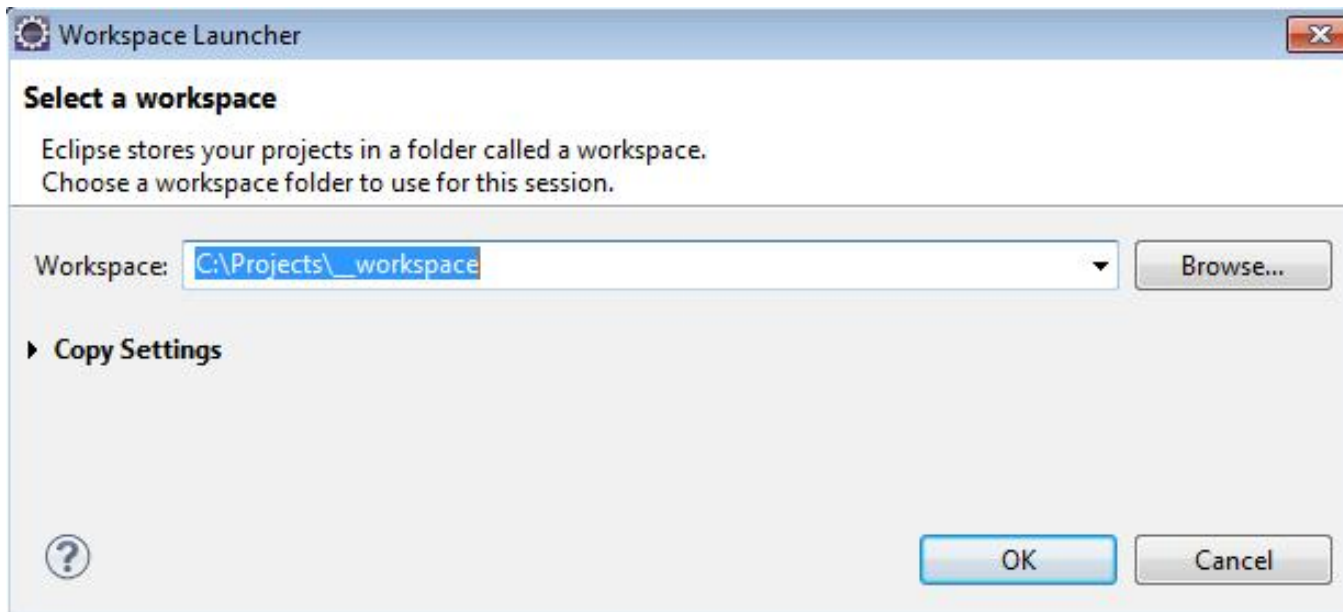 Workspace Launcher
Select a workspace
Eclipse stores your projects in a folder called a workspace.
Choose a workspace folder to use for this session.
Workspace: C:\Projects\__workspace Browse...
Copy Settings
? OK Cancel